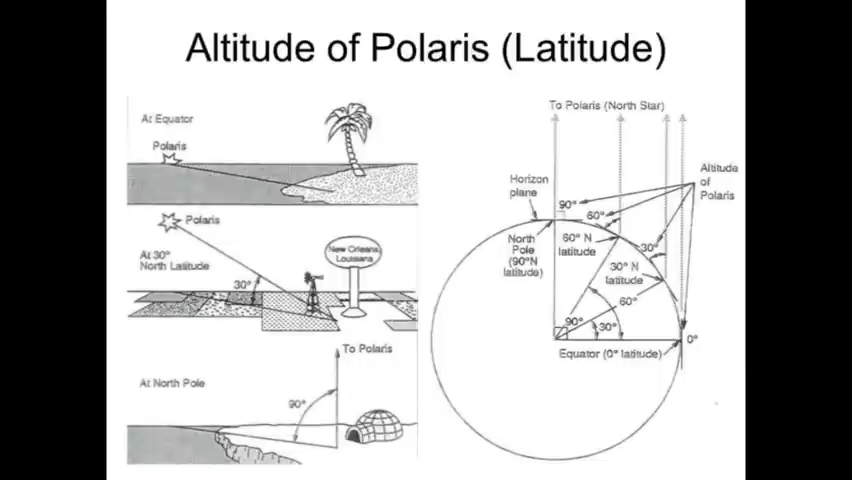 Altitude of Polaris (Latitude)
At Equator
Polaris
Polaris
At 30°
North Latitude
30°
New Orleans,
Louisiana
To Polaris
At North Pole
90°
To Polaris (North Star)
Altitude
of
Polaris
Horizon
plane
90°
60°
North
Pole
(90°N
latitude)
60° N
latitude
30°
30° N
latitude
60°
90°
30°
0°
Equator (0° latitude)